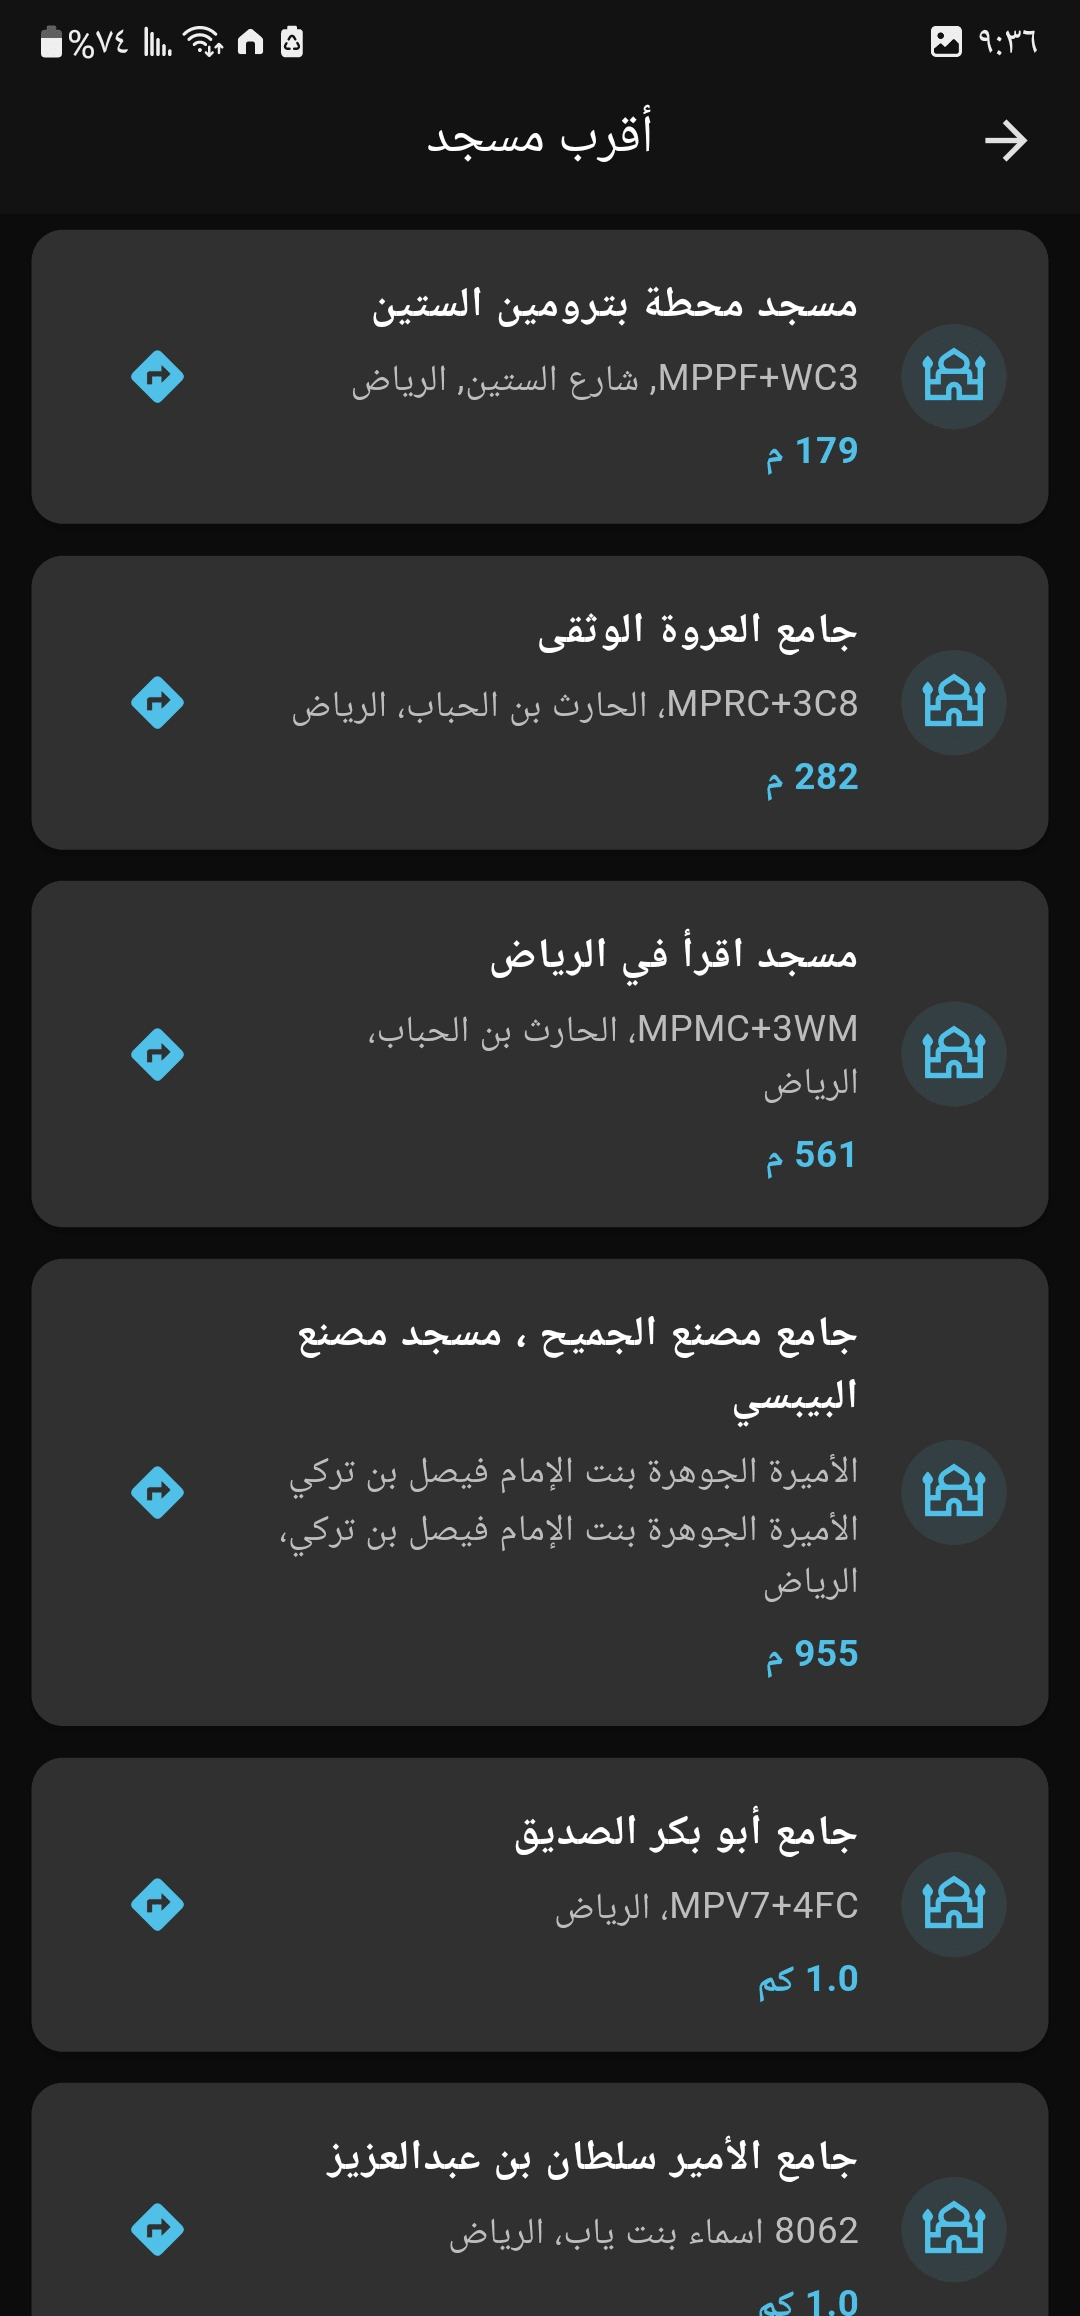 ٩:٣٦
%٧٤
أقرب مسجد
مسجد محطة بترومين الستين
MPPF+WC3, شارع الستين, الرياض
179 م
جامع العروة الوثقى
MPRC+3C8، الحارث بن الحباب، الرياض
282 م
مسجد اقرأ في الرياض
MPMC+3WM، الحارث بن الحباب،
الرياض
561 م
جامع مصنع الجميح ، مسجد مصنع
البيبسي
الأميرة الجوهرة بنت الإمام فيصل بن تركي
الأميرة الجوهرة بنت الإمام فيصل بن تركي،
الرياض
955 م
جامع أبو بكر الصديق
MPV7+4FC، الرياض
1.0 كم
جامع الأمير سلطان بن عبدالعزيز
8062 اسماء بنت ياب، الرياض
1.0 كم